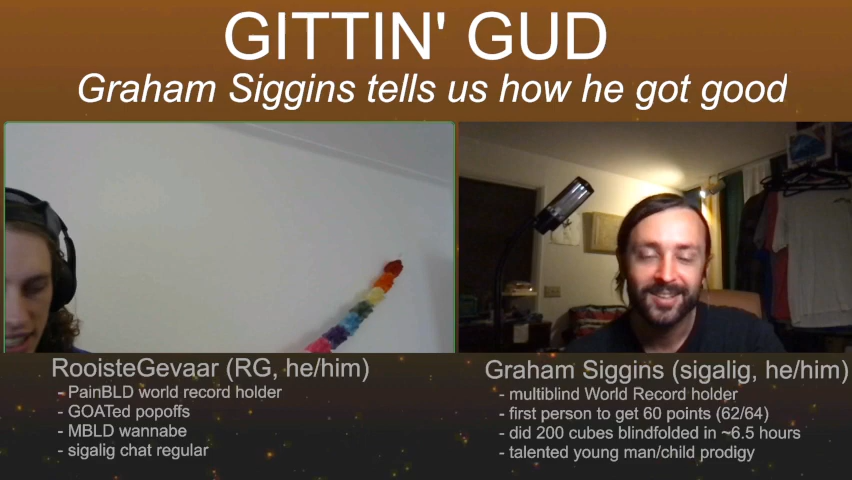 GITTIN' GUD
Graham Siggins tells us how he got good
RooisteGevaar (RG, he/him)
- PainBLD world record holder
- GOATed popoffs
- MBLD wannabe
- sigalig chat regular
Graham Siggins (sigalig, he/him)
- multiblind World Record holder
- first person to get 60 points (62/64)
- did 200 cubes blindfolded in ~6.5 hours
- talented young man/child prodigy